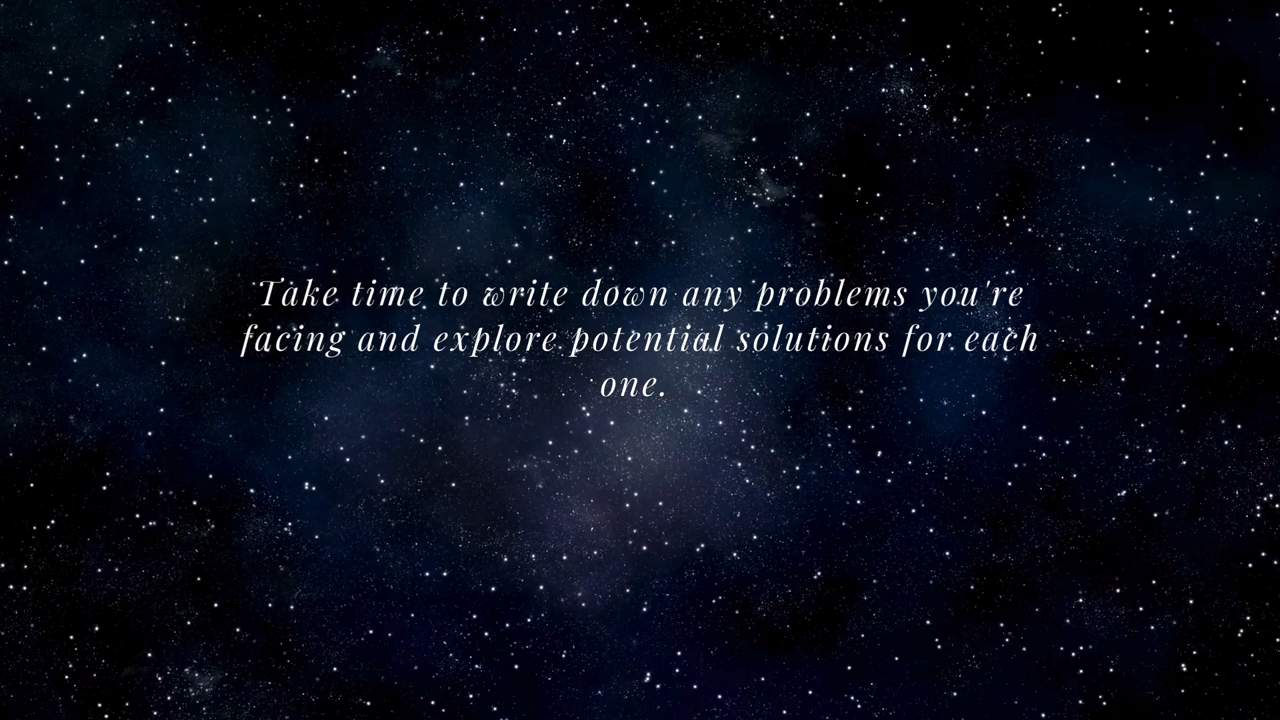 Take time to write down any problems you're
facing and explore potential solutions for each
one.